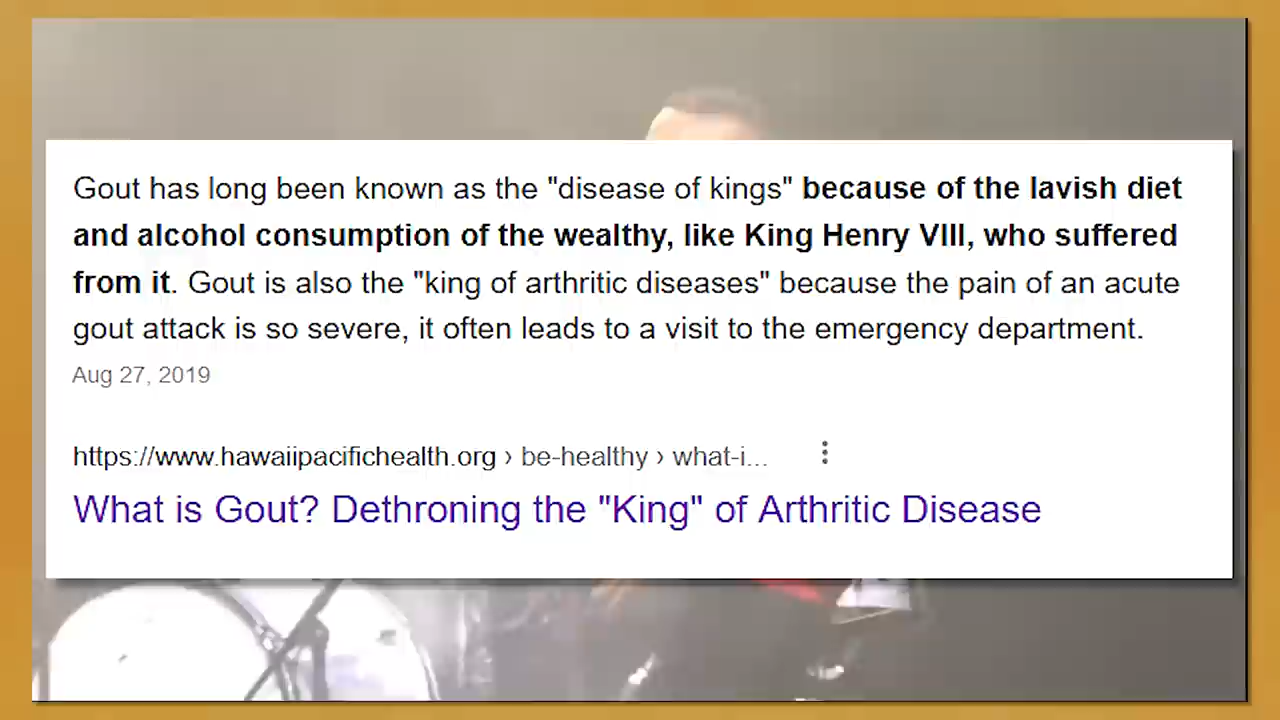 Gout has long been known as the "disease of kings" because of the lavish diet
and alcohol consumption of the wealthy, like King Henry VIII, who suffered
from it. Gout is also the "king of arthritic diseases" because the pain of an acute
gout attack is so severe, it often leads to a visit to the emergency department.
Aug 27, 2019
https://www.hawaiipacifichealth.org › be-healthy › what-i...
What is Gout? Dethroning the "King" of Arthritic Disease